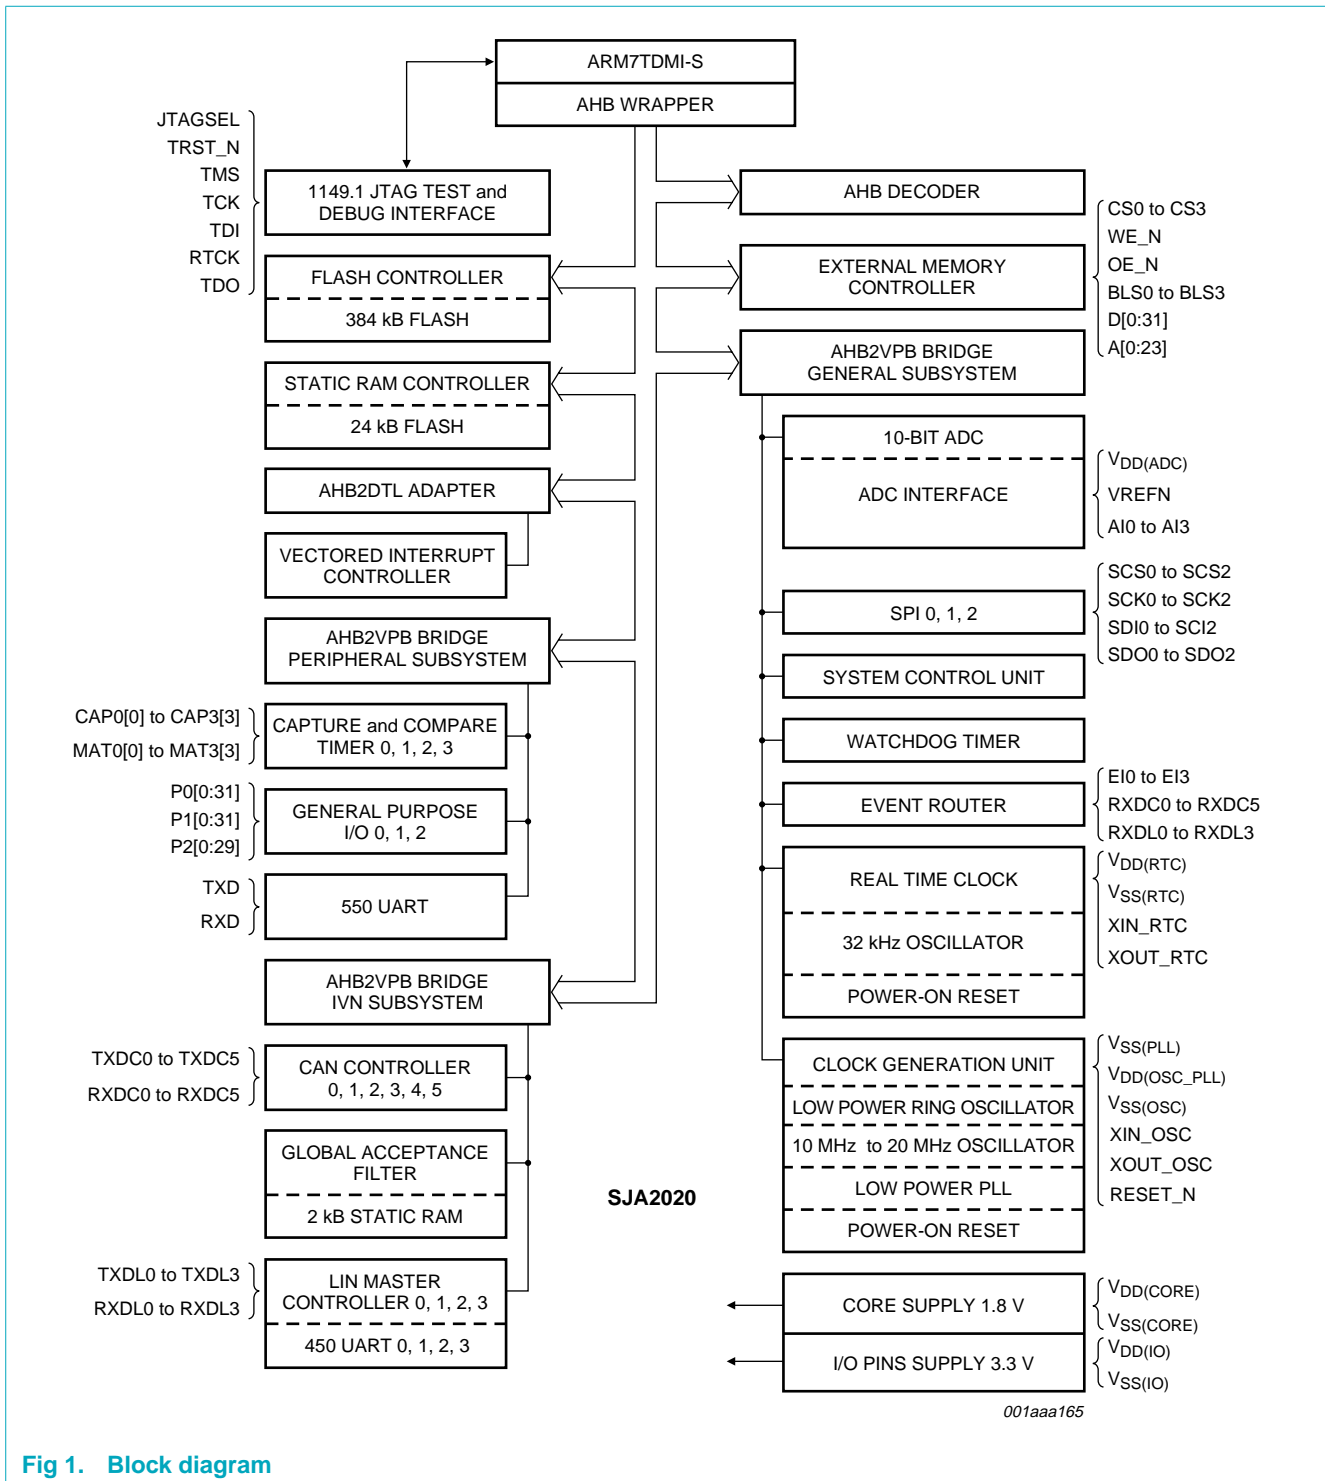 ARM7TDMI-S
AHB WRAPPER
JTAGSEL
TRST_N
TMS
TCK
TDI
RTCK
TDO
1149.1 JTAG TEST and
DEBUG INTERFACE
FLASH CONTROLLER
384 kB FLASH
STATIC RAM CONTROLLER
24 kB FLASH
AHB2DTL ADAPTER
VECTORED INTERRUPT
CONTROLLER
AHB2VPB BRIDGE
PERIPHERAL SUBSYSTEM
CAP0[0] to CAP3[3]
MAT0[0] to MAT3[3]
CAPTURE and COMPARE
TIMER 0, 1, 2, 3
P0[0:31]
P1[0:31]
P2[0:29]
GENERAL PURPOSE
I/O 0, 1, 2
TXD
RXD
550 UART
AHB2VPB BRIDGE
IVN SUBSYSTEM
TXDC0 to TXDC5
RXDC0 to RXDC5
CAN CONTROLLER
0, 1, 2, 3, 4, 5
GLOBAL ACCEPTANCE
FILTER
2 kB STATIC RAM
TXDL0 to TXDL3
RXDL0 to RXDL3
LIN MASTER
CONTROLLER 0, 1, 2, 3
450 UART 0, 1, 2, 3
SJA2020
AHB DECODER
EXTERNAL MEMORY
CONTROLLER
CS0 to CS3
WE_N
OE_N
BLS0 to BLS3
D[0:31]
A[0:23]
AHB2VPB BRIDGE
GENERAL SUBSYSTEM
10-BIT ADC
ADC INTERFACE
VDD(ADC)
VREFN
AI0 to AI3
SPI 0, 1, 2
SCS0 to SCS2
SCK0 to SCK2
SDI0 to SCI2
SDO0 to SDO2
SYSTEM CONTROL UNIT
WATCHDOG TIMER
EVENT ROUTER
EI0 to EI3
RXDC0 to RXDC5
RXDL0 to RXDL3
REAL TIME CLOCK
32 kHz OSCILLATOR
POWER-ON RESET
VDD(RTC)
VSS(RTC)
XIN_RTC
XOUT_RTC
CLOCK GENERATION UNIT
LOW POWER RING OSCILLATOR
10 MHz to 20 MHz OSCILLATOR
LOW POWER PLL
POWER-ON RESET
VSS(PLL)
VDD(OSC_PLL)
VSS(OSC)
XIN_OSC
XOUT_OSC
RESET_N
CORE SUPPLY 1.8 V
VDD(CORE)
VSS(CORE)
I/O PINS SUPPLY 3.3 V
VDD(IO)
VSS(IO)
001aaa165
Fig 1. Block diagram